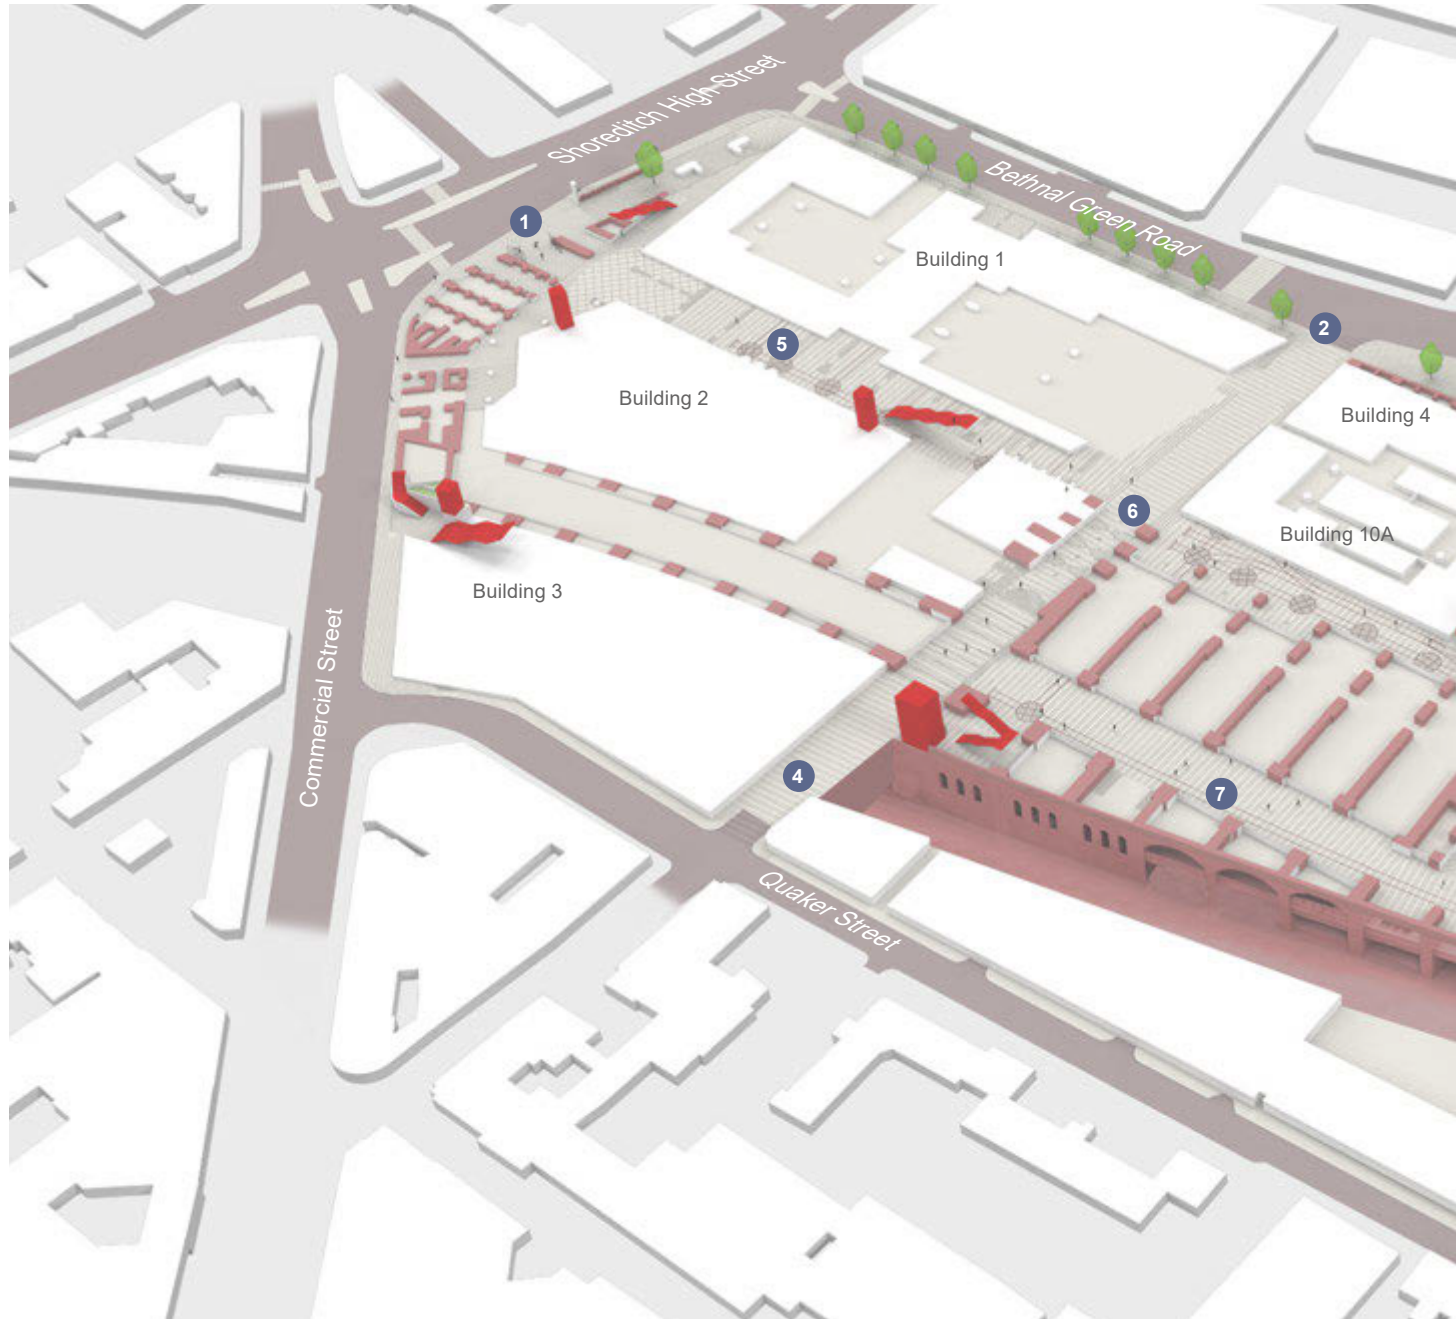 Shoreditch High Street
Bethnal Green Road
1
Building 1
2
5
Building 2
Building 4
6
Building 10A
Building 3
Commercial Street
4
7
Quaker Street